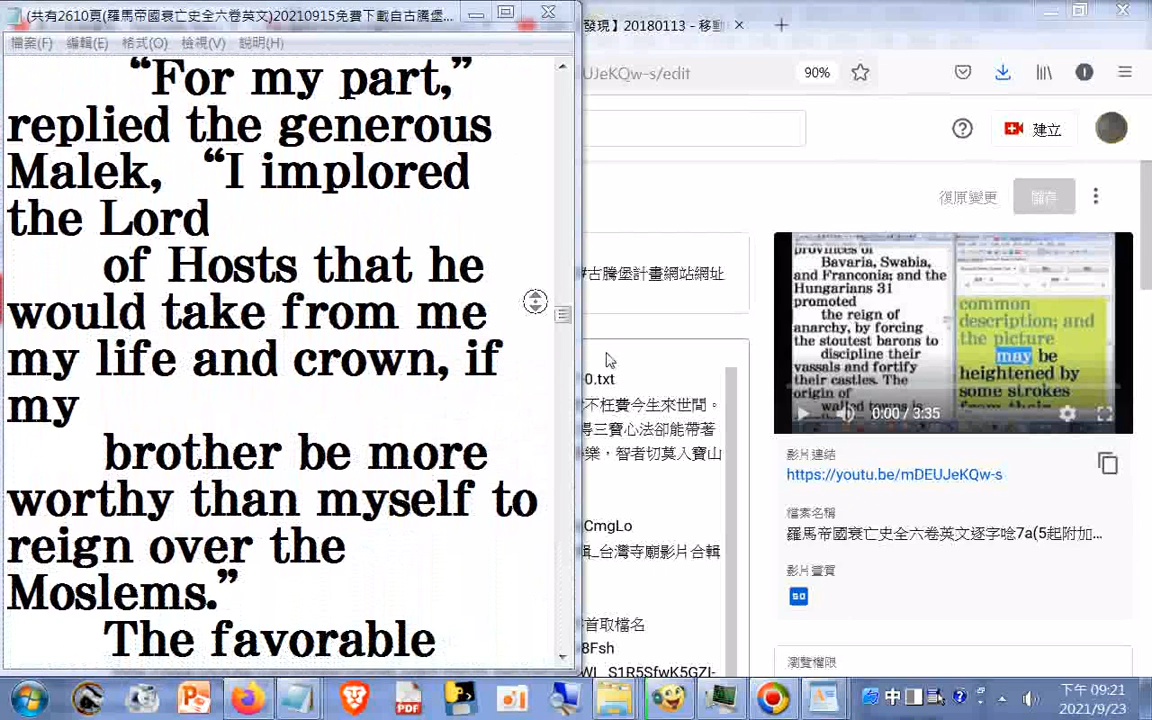 (共有2610頁(羅馬帝國衰亡史全六卷英文)20210915免費下載自古騰堡...
檔案(F) 編輯(E) 格式(O) 檢視(V) 說明(H)
“For my part,”
replied the generous
Malek, “I implored
the Lord
of Hosts that he
would take from me
my life and crown, if
my
brother be more
worthy than myself to
reign over the
Moslems.”
The favorable
發現】20180113 - 移動
JJeKQw-s/edit
90%
建立
復原變更
儲存
#古騰堡計畫網站網址
0.txt
不枉費今生來世間。
得三寶心法卻能帶著
樂，智者切莫入寶山
CmgLo
輯_台灣寺廟影片合輯
首取檔名
8Fsh
WL_S1R5SfwK5GZI-
provinces of
Bavaria, Swabia,
and Franconia; and the
Hungarians 31
promoted
the reign of
anarchy, by forcing
the stoutest barons to
discipline their
vassals and fortify
their castles. The
origin of
walled towns is
common
description; and
the picture
may be
heightened by
some strokes
from their
0:00 / 3:35
影片連結
https://youtu.be/mDEUJeKQw-s
檔案名稱
羅馬帝國衰亡史全六卷英文逐字唸7a(5起附加...
影片畫質
SD
瀏覽權限
中
下午 09:21
2021/9/23